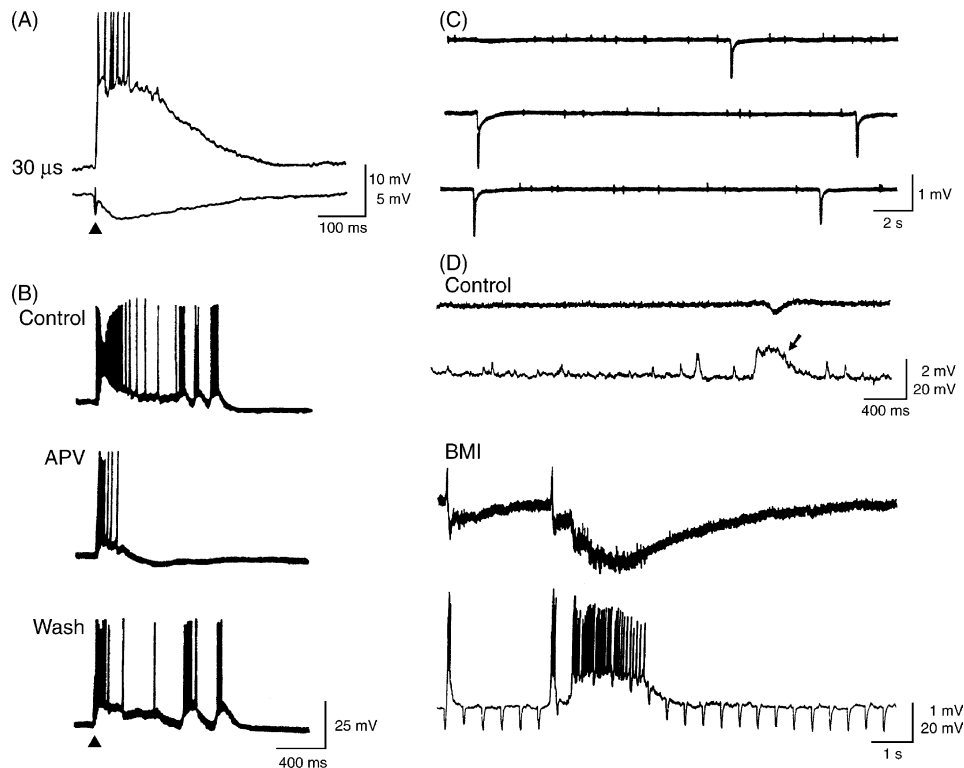 (A)
30 µs
10 mV
5 mV
100 ms
(B)
Control
APV
Wash
25 mV
400 ms
(C)
1 mV
2 s
(D)
Control
2 mV
20 mV
400 ms
BMI
1 mV
20 mV
1 s